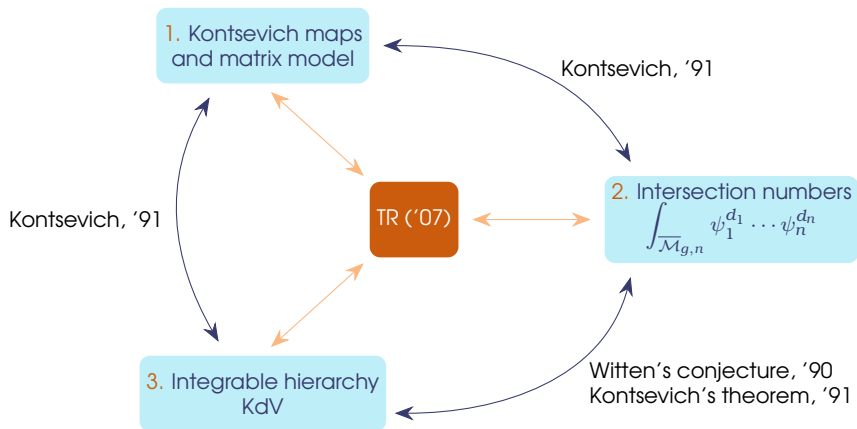 1. Kontsevich maps
and matrix model
Kontsevich, ’91
Kontsevich, ’91
TR (’07)
2. Intersection numbers
∫_{\overline{M}_{g,n}} ψ_1^{d_1} ⋯ ψ_n^{d_n}
3. Integrable hierarchy
KdV
Witten’s conjecture, ’90
Kontsevich’s theorem, ’91